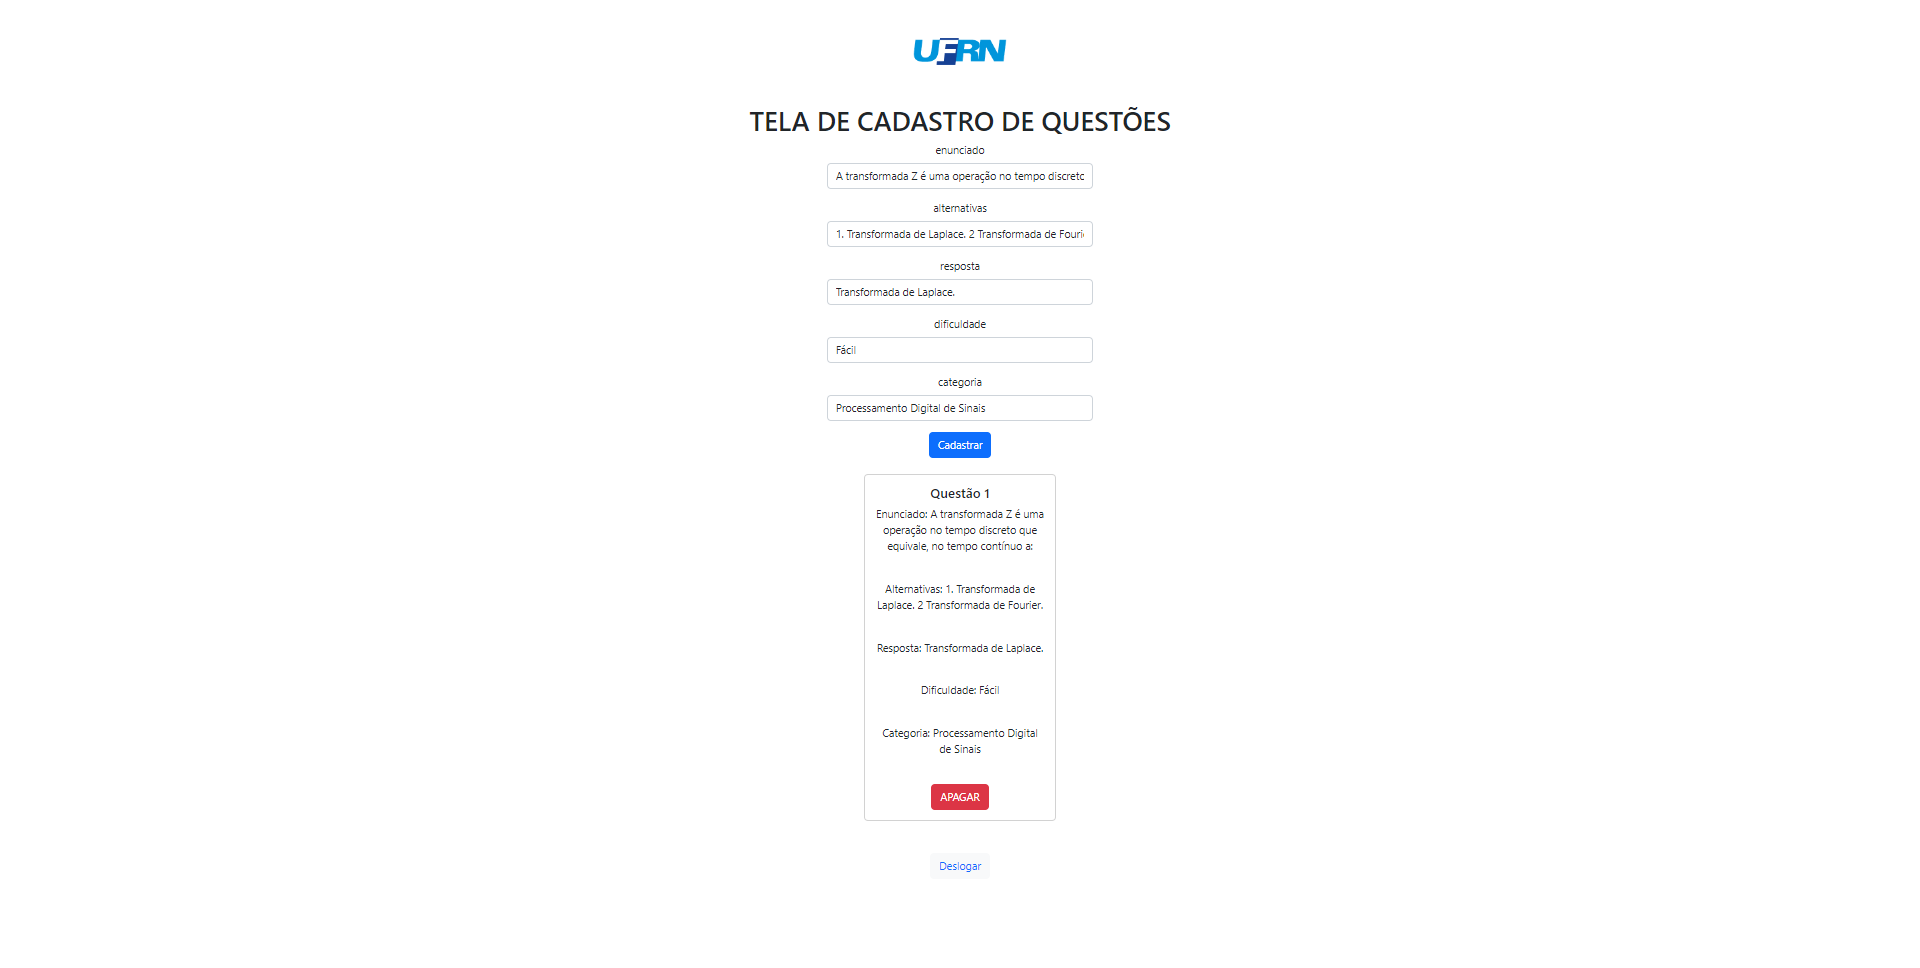 UFRN
TELA DE CADASTRO DE QUESTÕES
enunciado
A transformada Z é uma operação no tempo discreto
alternativas
1. Transformada de Laplace. 2 Transformada de Fouri
resposta
Transformada de Laplace.
dificuldade
Fácil
categoria
Processamento Digital de Sinais
Cadastrar
Questão 1
Enunciado: A transformada Z é uma
operação no tempo discreto que
equivale, no tempo contínuo a:
Alternativas: 1. Transformada de
Laplace. 2 Transformada de Fourier.
Resposta: Transformada de Laplace.
Dificuldade: Fácil
Categoria: Processamento Digital
de Sinais
APAGAR
Deslogar